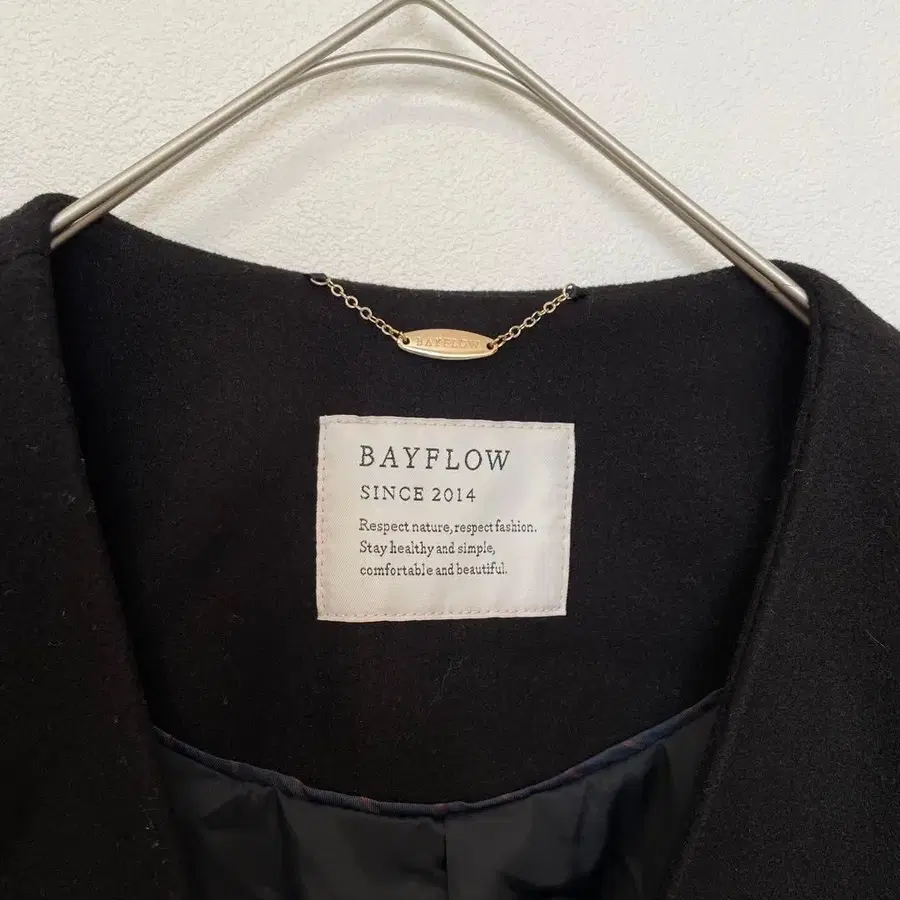 BAYFLOW
BAYFLOW
SINCE 2014
Respect nature, respect fashion.
Stay healthy and simple,
comfortable and beautiful.